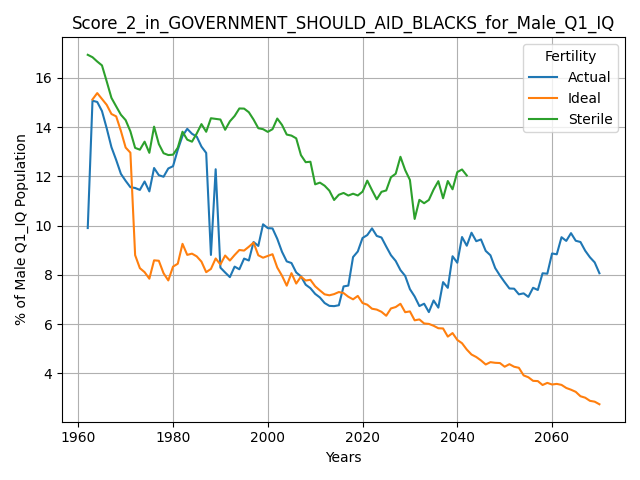 Score_2_in_GOVERNMENT_SHOULD_AID_BLACKS_for_Male_Q1_IQ
Fertility
Actual
Ideal
Sterile
16
14
12
10
8
6
4
% of Male Q1_IQ Population
1960
1980
2000
2020
2040
2060
Years